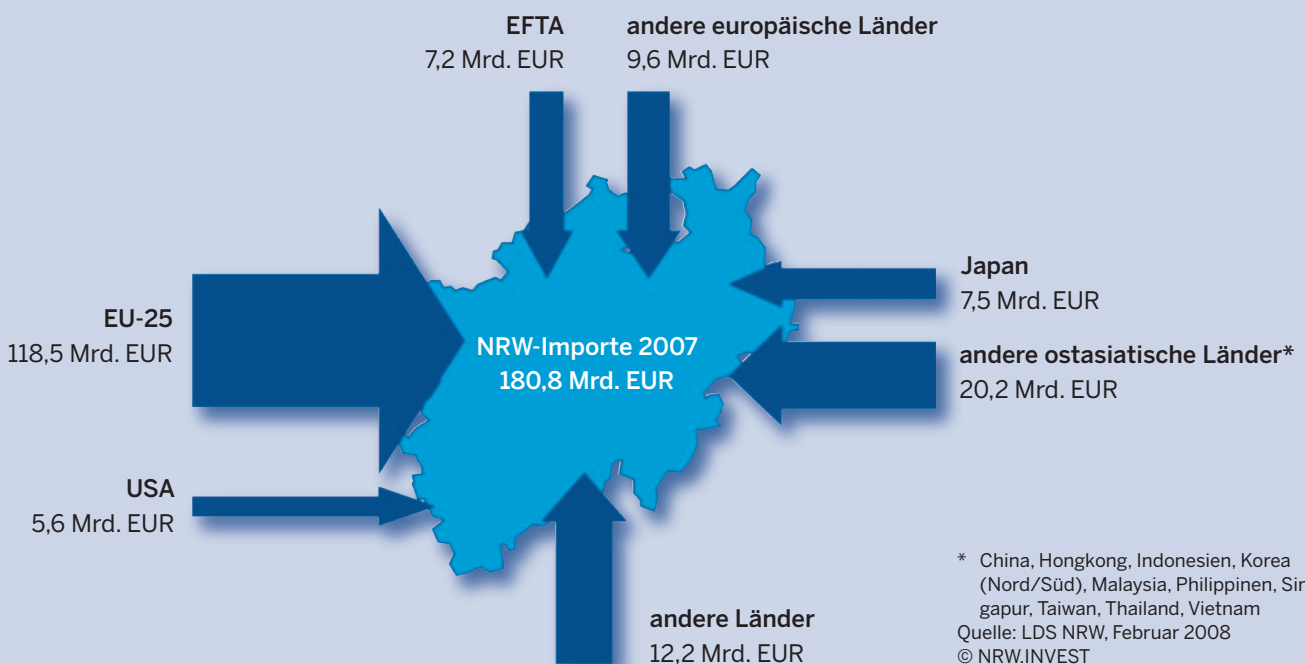 EFTA
7,2 Mrd. EUR
andere europäische Länder
9,6 Mrd. EUR
EU-25
118,5 Mrd. EUR
NRW-Importe 2007
180,8 Mrd. EUR
Japan
7,5 Mrd. EUR
andere ostasiatische Länder*
20,2 Mrd. EUR
USA
5,6 Mrd. EUR
andere Länder
12,2 Mrd. EUR
* China, Hongkong, Indonesien, Korea
(Nord/Süd), Malaysia, Philippinen, Sin
gapur, Taiwan, Thailand, Vietnam
Quelle: LDS NRW, Februar 2008
© NRW.INVEST